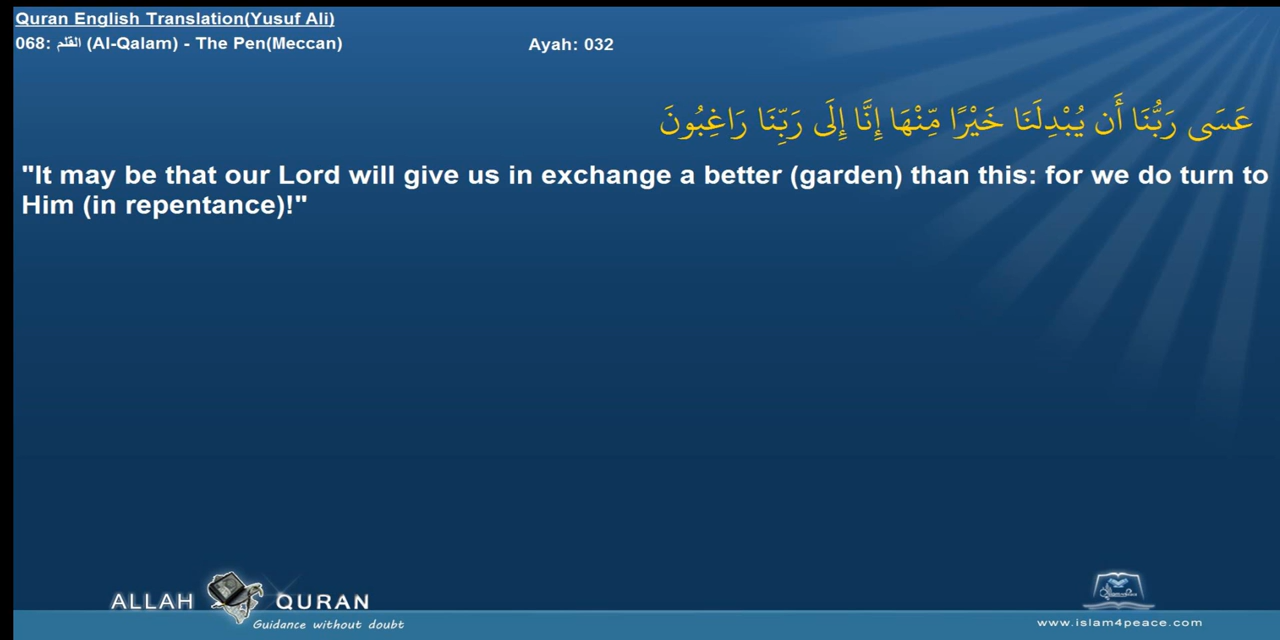 Quran English Translation(Yusuf Ali)
068: القلم (Al-Qalam) - The Pen(Meccan)
Ayah: 032
عَسَى رَبُّنَا أَن يُبْدِلَنَا خَيْرًا مِّنْهَا إِنَّا إِلَى رَبِّنَا رَاغِبُونَ
"It may be that our Lord will give us in exchange a better (garden) than this: for we do turn to
Him (in repentance)!"
ALLAH QURAN
Guidance without doubt
www.islam4peace.com